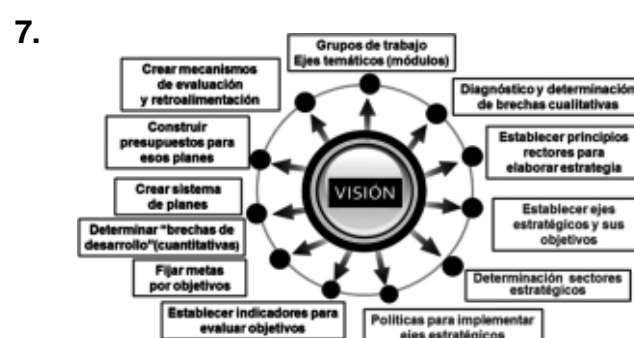 7.
Grupos de trabajo
Ejes temáticos (módulos)
Diagnóstico y determinación
de brechas cualitativas
Establecer principios
rectores para
elaborar estrategia
Establecer ejes
estratégicos y sus
objetivos
Determinación sectores
estratégicos
Políticas para implementar
ejes estratégicos
Establecer indicadores para
evaluar objetivos
Fijar metas
por objetivos
Determinar "brechas de
desarrollo"(cuantitativas)
Crear sistema
de planes
Construir
presupuestos para
esos planes
Crear mecanismos
de evaluación
y retroalimentación
VISIÓN